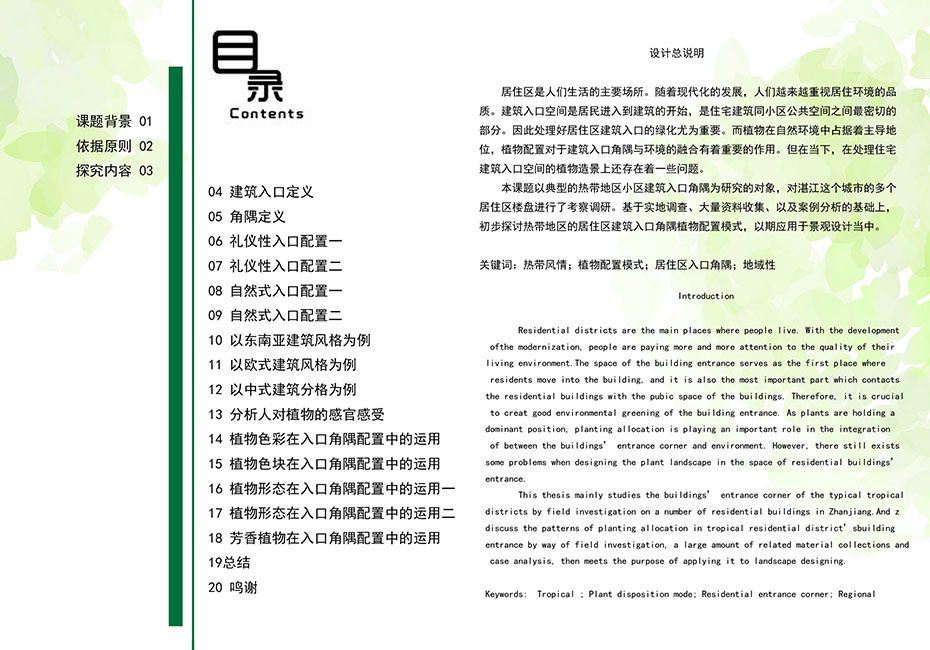 课题背景 01
依据原则 02
探究内容 03
目录
Contents
04 建筑入口定义
05 角隅定义
06 礼仪性入口配置一
07 礼仪性入口配置二
08 自然式入口配置一
09 自然式入口配置二
10 以东南亚建筑风格为例
11 以欧式建筑风格为例
12 以中式建筑分格为例
13 分析人对植物的感官感受
14 植物色彩在入口角隅配置中的运用
15 植物色块在入口角隅配置中的运用
16 植物形态在入口角隅配置中的运用一
17 植物形态在入口角隅配置中的运用二
18 芳香植物在入口角隅配置中的运用
19总结
20 鸣谢
设计总说明
居住区是人们生活的主要场所。随着现代化的发展，人们越来越重视居住环境的品
质。建筑入口空间是居民进入到建筑的开始，是住宅建筑同小区公共空间之间最密切的
部分。因此处理好居住区建筑入口的绿化尤为重要。而植物在自然环境中占据着主导地
位，植物配置对于建筑入口角隅与环境的融合有着重要的作用。但在当下，在处理住宅
建筑入口空间的植物造景上还存在着一些问题。
本课题以典型的热带地区小区建筑入口角隅为研究的对象，对湛江这个城市的多个
居住区楼盘进行了考察调研。基于实地调查、大量资料收集、以及案例分析的基础上，
初步探讨热带地区的居住区建筑入口角隅植物配置模式，以期应用于景观设计当中。
关键词：热带风情；植物配置模式；居住区入口角隅；地域性
Introduction
Residential districts are the main places where people live. With the development
ofthe modernization, people are paying more and more attention to the quality of their
living environment.The space of the building entrance serves as the first place where
residents move into the building, and it is also the most important part which contacts
the residential buildings with the pubic space of the buildings. Therefore, it is crucial
to creat good environmental greening of the building entrance. As plants are holding a
dominant position, planting allocation is playing an important role in the integration
of between the buildings’ entrance corner and environment. However, there still exists
some problems when designing the plant landscape in the space of residential buildings’
entrance.
This thesis mainly studies the buildings’ entrance corner of the typical tropical
districts by field investigation on a number of residential buildings in Zhanjiang.And z
discuss the patterns of planting allocation in tropical residential district’sbuilding
entrance by way of field investigation, a large amount of related material collections and
case analysis, then meets the purpose of applying it to landscape designing.
Keywords: Tropical ; Plant disposition mode; Residential entrance corner; Regional